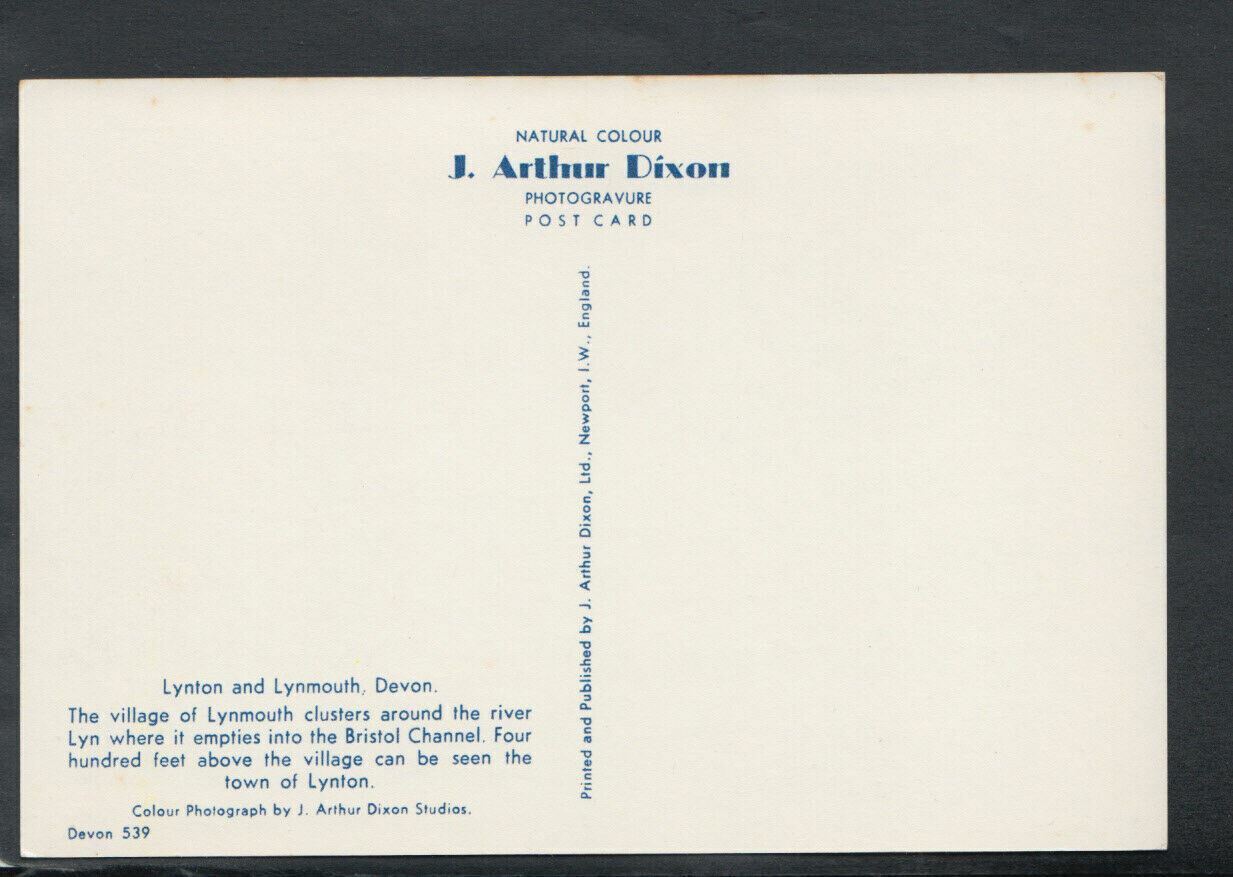 NATURAL COLOUR
J. Arthur Dixon
PHOTOGRAVURE
POST CARD
Printed and Published by J. Arthur Dixon, Ltd., Newport, I.W., England.
Lynton and Lynmouth, Devon.
The village of Lynmouth clusters around the river
Lyn where it empties into the Bristol Channel. Four
hundred feet above the village can be seen the
town of Lynton.
Colour Photograph by J. Arthur Dixon Studios.
Devon 539